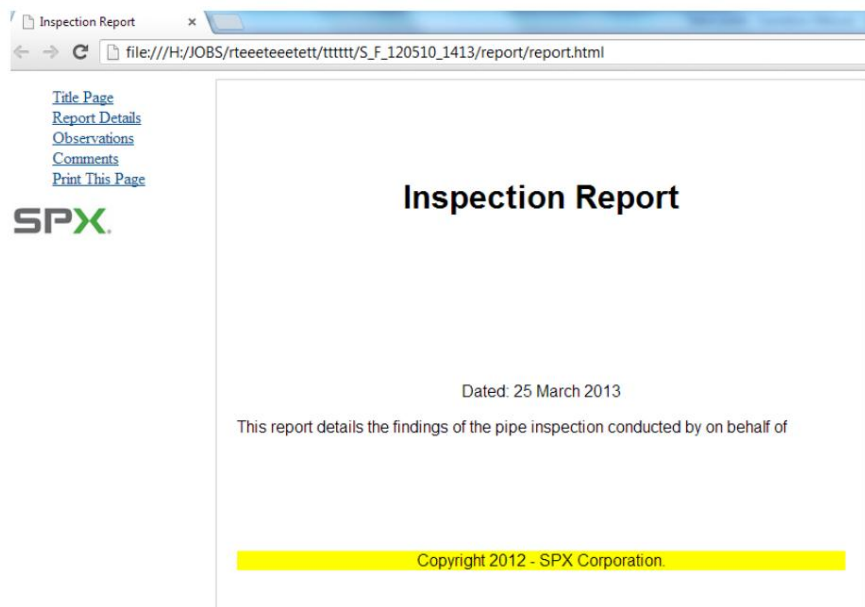 Inspection Report
file:///H:/JOBS/rteeeteeetett/tttttt/S_F_120510_1413/report/report.html
Title Page
Report Details
Observations
Comments
Print This Page
SPX.
Inspection Report
Dated: 25 March 2013
This report details the findings of the pipe inspection conducted by on behalf of
Copyright 2012 - SPX Corporation.